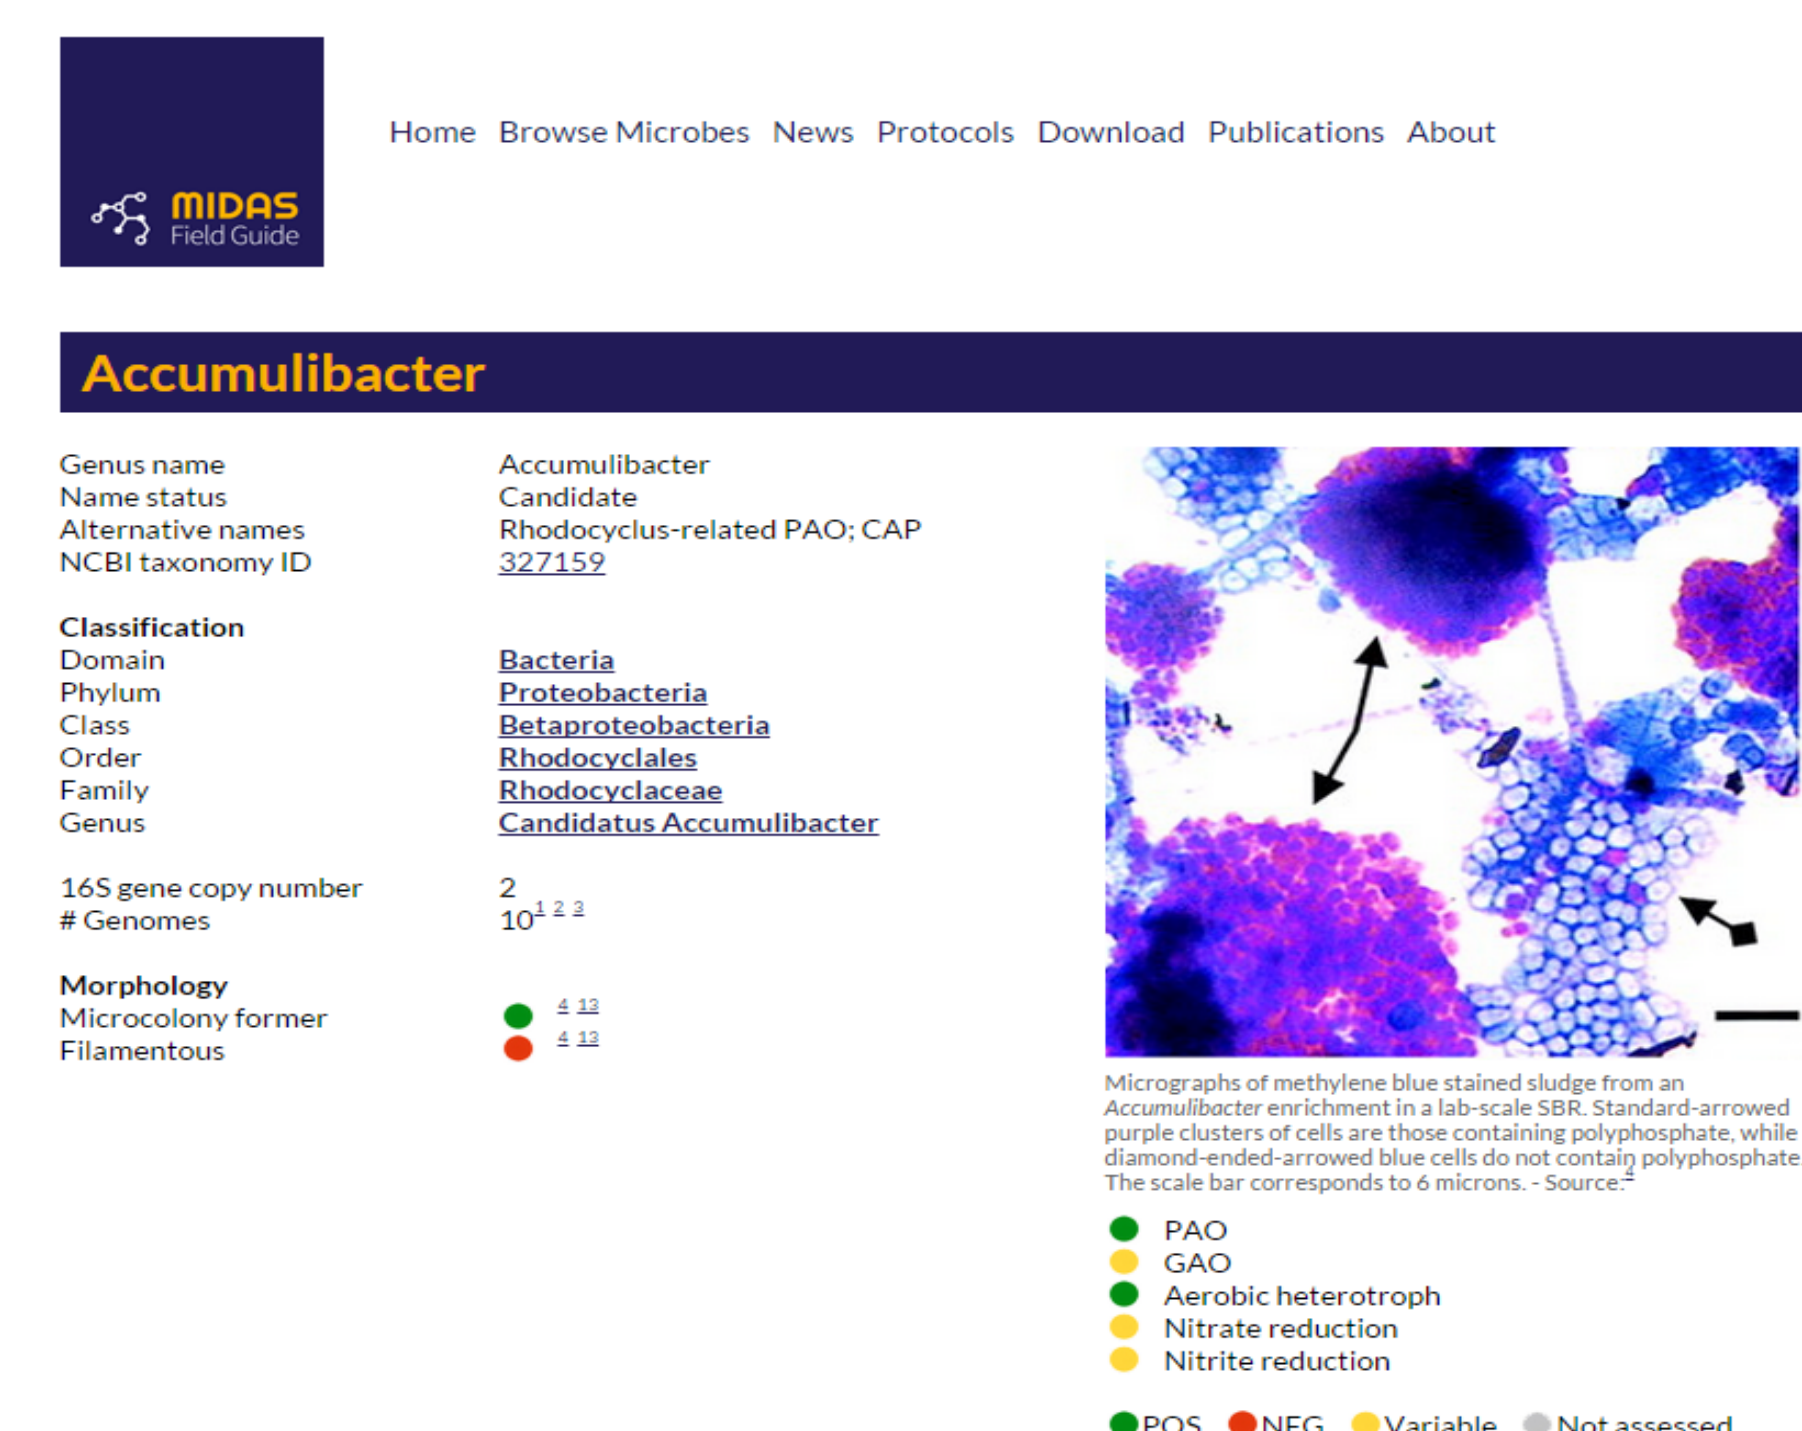 MIDAS
Field Guide
Home Browse Microbes News Protocols Download Publications About
Accumulibacter
Genus name Accumulibacter
Name status Candidate
Alternative names Rhodocyclus-related PAO; CAP
NCBI taxonomy ID 327159
Classification
Domain Bacteria
Phylum Proteobacteria
Class Betaproteobacteria
Order Rhodocyclales
Family Rhodocyclaceae
Genus Candidatus Accumulibacter
16S gene copy number 2
# Genomes 10 1 2 3
Morphology
Microcolony former 4 13
Filamentous 4 13
Micrographs of methylene blue stained sludge from an
Accumulibacter enrichment in a lab-scale SBR. Standard-arrowed
purple clusters of cells are those containing polyphosphate, while
diamond-ended-arrowed blue cells do not contain polyphosphate.
The scale bar corresponds to 6 microns. - Source: 4
PAO
GAO
Aerobic heterotroph
Nitrate reduction
Nitrite reduction
POS NEG Variable Not assessed